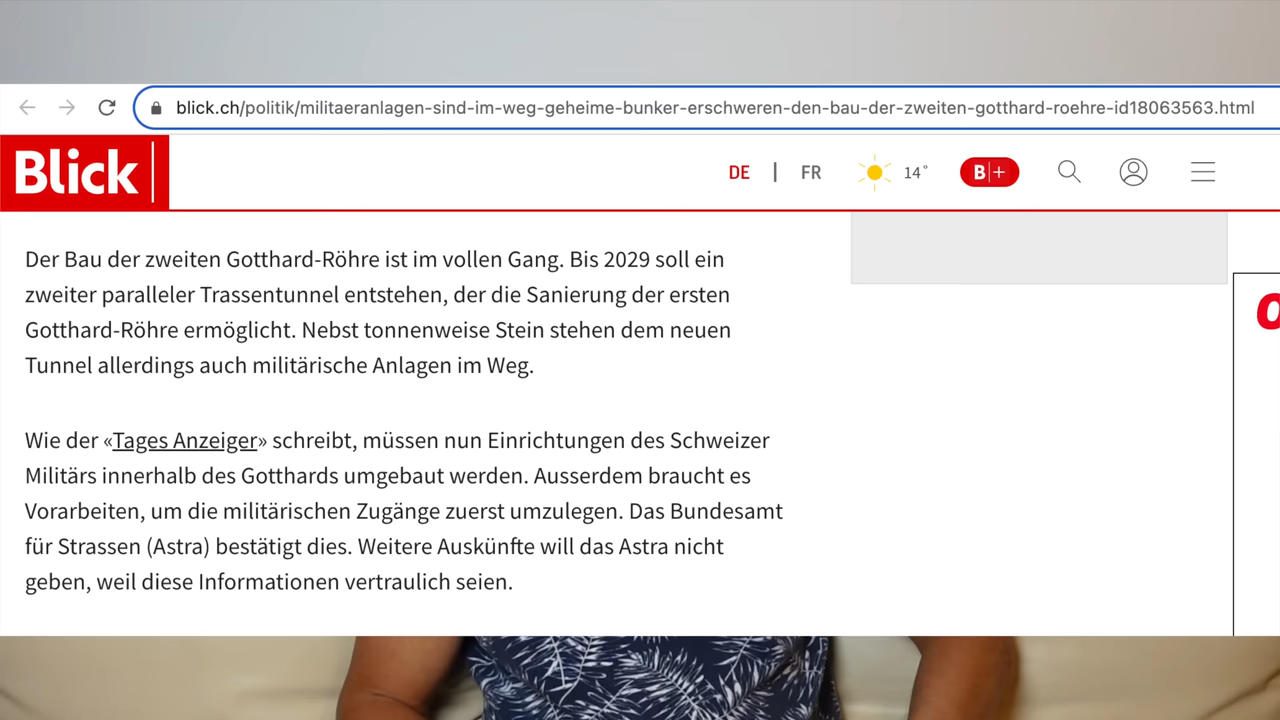 blick.ch/politik/militaeranlagen-sind-im-weg-geheime-bunker-erschweren-den-bau-der-zweiten-gotthard-roehre-id18063563.html
Blick
DE | FR 14° B|+
Der Bau der zweiten Gotthard-Röhre ist im vollen Gang. Bis 2029 soll ein
zweiter paralleler Trassentunnel entstehen, der die Sanierung der ersten
Gotthard-Röhre ermöglicht. Nebst tonnenweise Stein stehen dem neuen
Tunnel allerdings auch militärische Anlagen im Weg.
Wie der «Tages Anzeiger» schreibt, müssen nun Einrichtungen des Schweizer
Militärs innerhalb des Gotthards umgebaut werden. Ausserdem braucht es
Vorarbeiten, um die militärischen Zugänge zuerst umzulegen. Das Bundesamt
für Strassen (Astra) bestätigt dies. Weitere Auskünfte will das Astra nicht
geben, weil diese Informationen vertraulich seien.